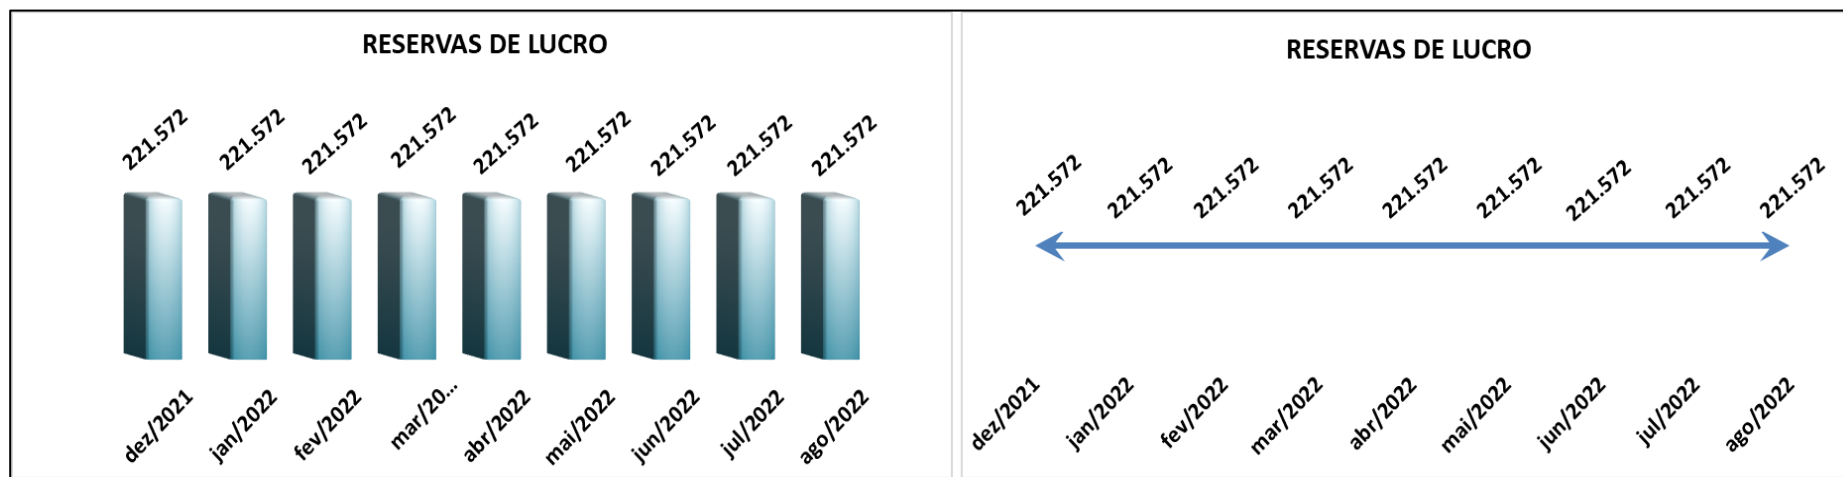 RESERVAS DE LUCRO
221.572 221.572 221.572 221.572 221.572 221.572 221.572 221.572 221.572
dez/2021 jan/2022 fev/2022 mar/20... abr/2022 mai/2022 jun/2022 jul/2022 ago/2022
RESERVAS DE LUCRO
221.572 221.572 221.572 221.572 221.572 221.572 221.572 221.572 221.572
dez/2021 jan/2022 fev/2022 mar/2022 abr/2022 mai/2022 jun/2022 jul/2022 ago/2022